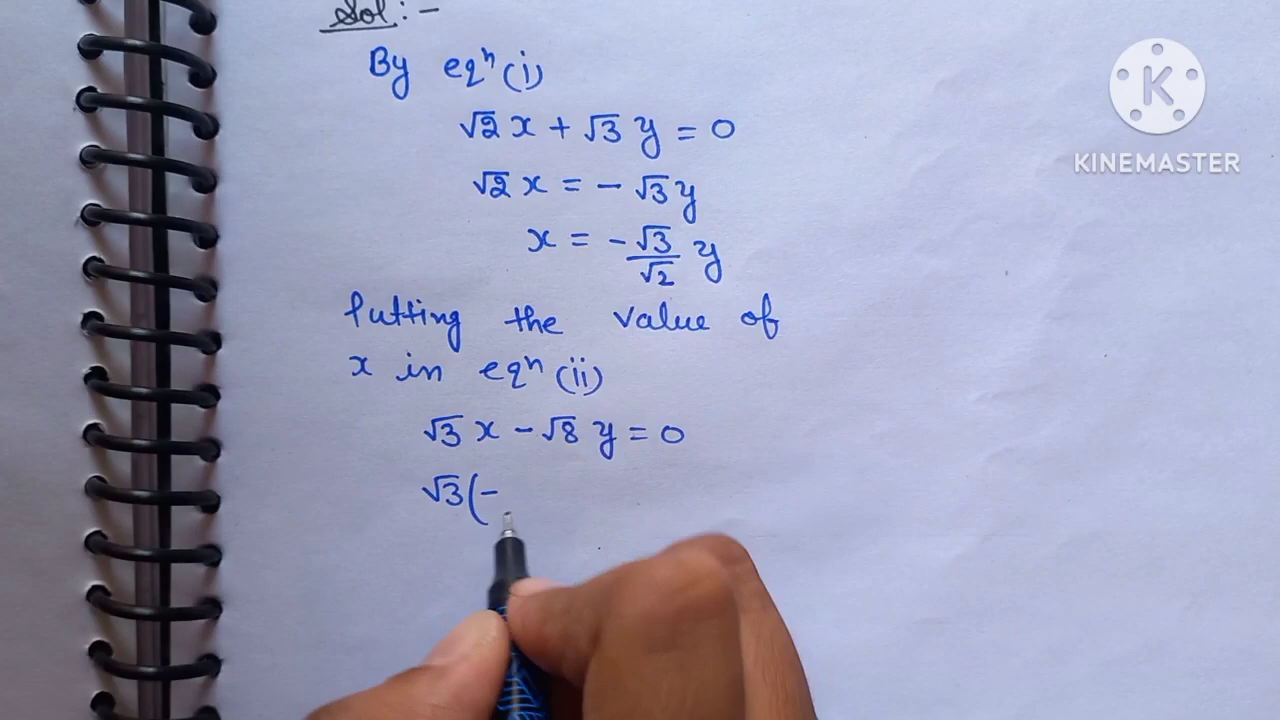 Sol:-
By eqⁿ(i)
√2 x + √3 y = 0
√2 x = - √3 y
x = - √3/√2 y
Putting the value of
x in eqⁿ (ii)
√3 x - √8 y = 0
√3 (-
K
KINEMASTER